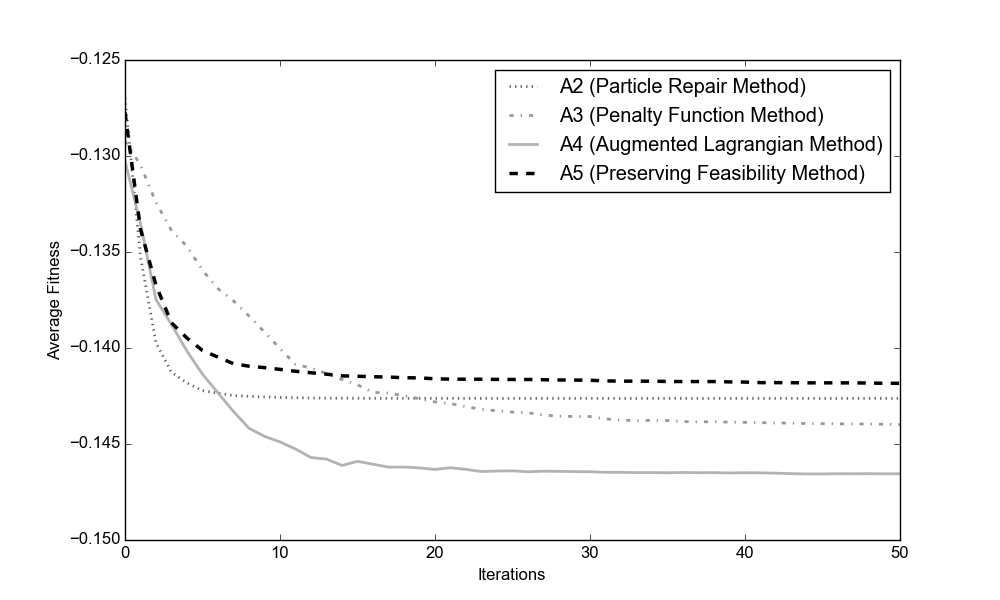 −0.125
−0.130
−0.135
−0.140
−0.145
−0.150
Average Fitness
A2 (Particle Repair Method)
A3 (Penalty Function Method)
A4 (Augmented Lagrangian Method)
A5 (Preserving Feasibility Method)
0 10 20 30 40 50
Iterations